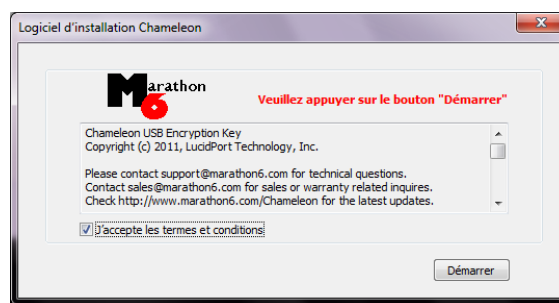 Logiciel d'installation Chameleon
Marathon
6
Veuillez appuyer sur le bouton "Démarrer"
Chameleon USB Encryption Key
Copyright (c) 2011, LucidPort Technology, Inc.
Please contact support@marathon6.com for technical questions.
Contact sales@marathon6.com for sales or warranty related inquires.
Check http://www.marathon6.com/Chameleon for the latest updates.
J'accepte les termes et conditions
Démarrer